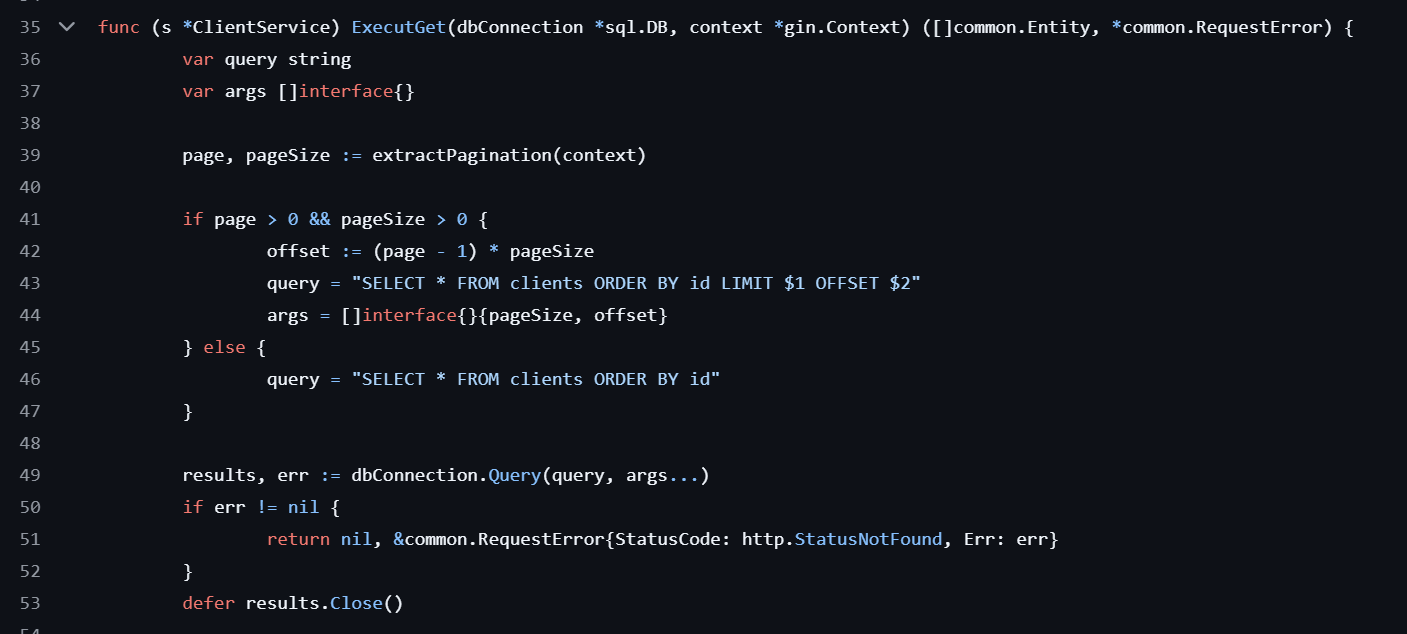 35 func (s *ClientService) ExecutGet(dbConnection *sql.DB, context *gin.Context) ([]common.Entity, *common.RequestError) {
36 var query string
37 var args []interface{}
38
39 page, pageSize := extractPagination(context)
40
41 if page > 0 && pageSize > 0 {
42 offset := (page - 1) * pageSize
43 query = "SELECT * FROM clients ORDER BY id LIMIT $1 OFFSET $2"
44 args = []interface{}{pageSize, offset}
45 } else {
46 query = "SELECT * FROM clients ORDER BY id"
47 }
48
49 results, err := dbConnection.Query(query, args...)
50 if err != nil {
51 return nil, &common.RequestError{StatusCode: http.StatusNotFound, Err: err}
52 }
53 defer results.Close()